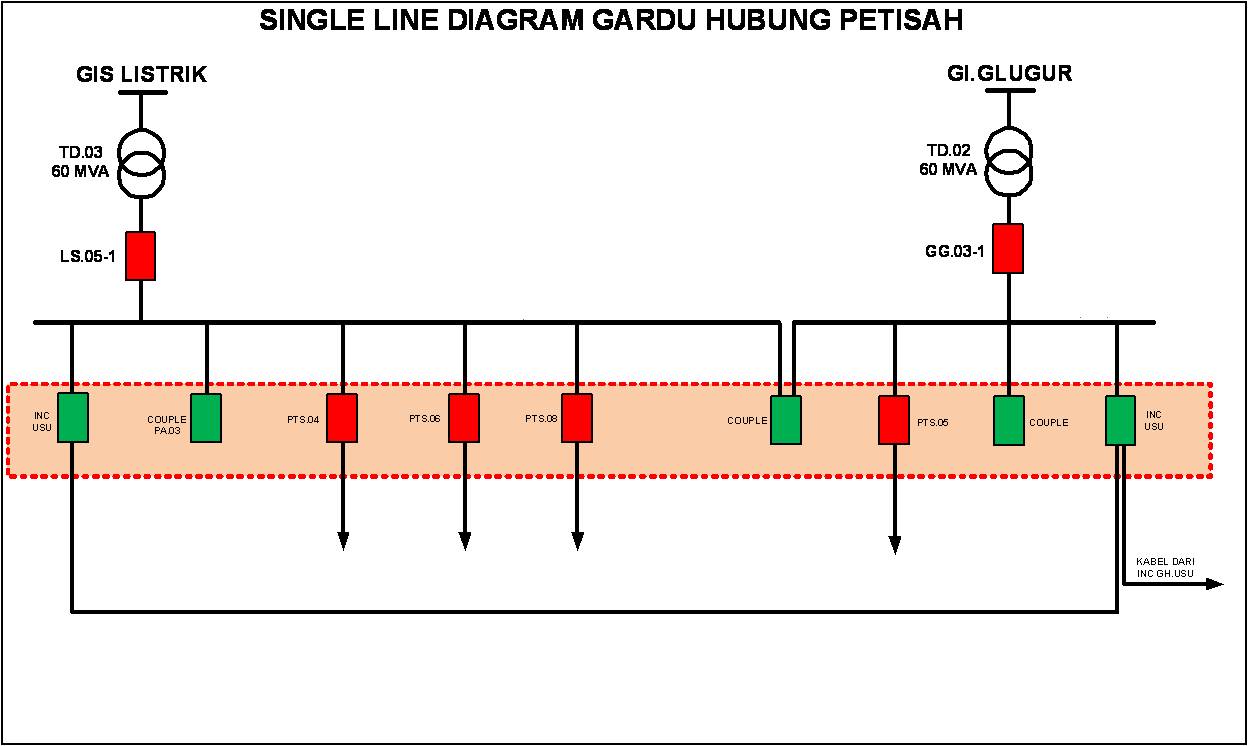 SINGLE LINE DIAGRAM GARDU HUBUNG PETISAH
GIS LISTRIK
GI.GLUGUR
TD.03
60 MVA
TD.02
60 MVA
LS.05-1
GG.03-1
INC
USU
COUPLE
PA.03
PTS.04
PTS.06
PTS.08
COUPLE
PTS.05
COUPLE
INC
USU
KABEL DARI
INC GH.USU